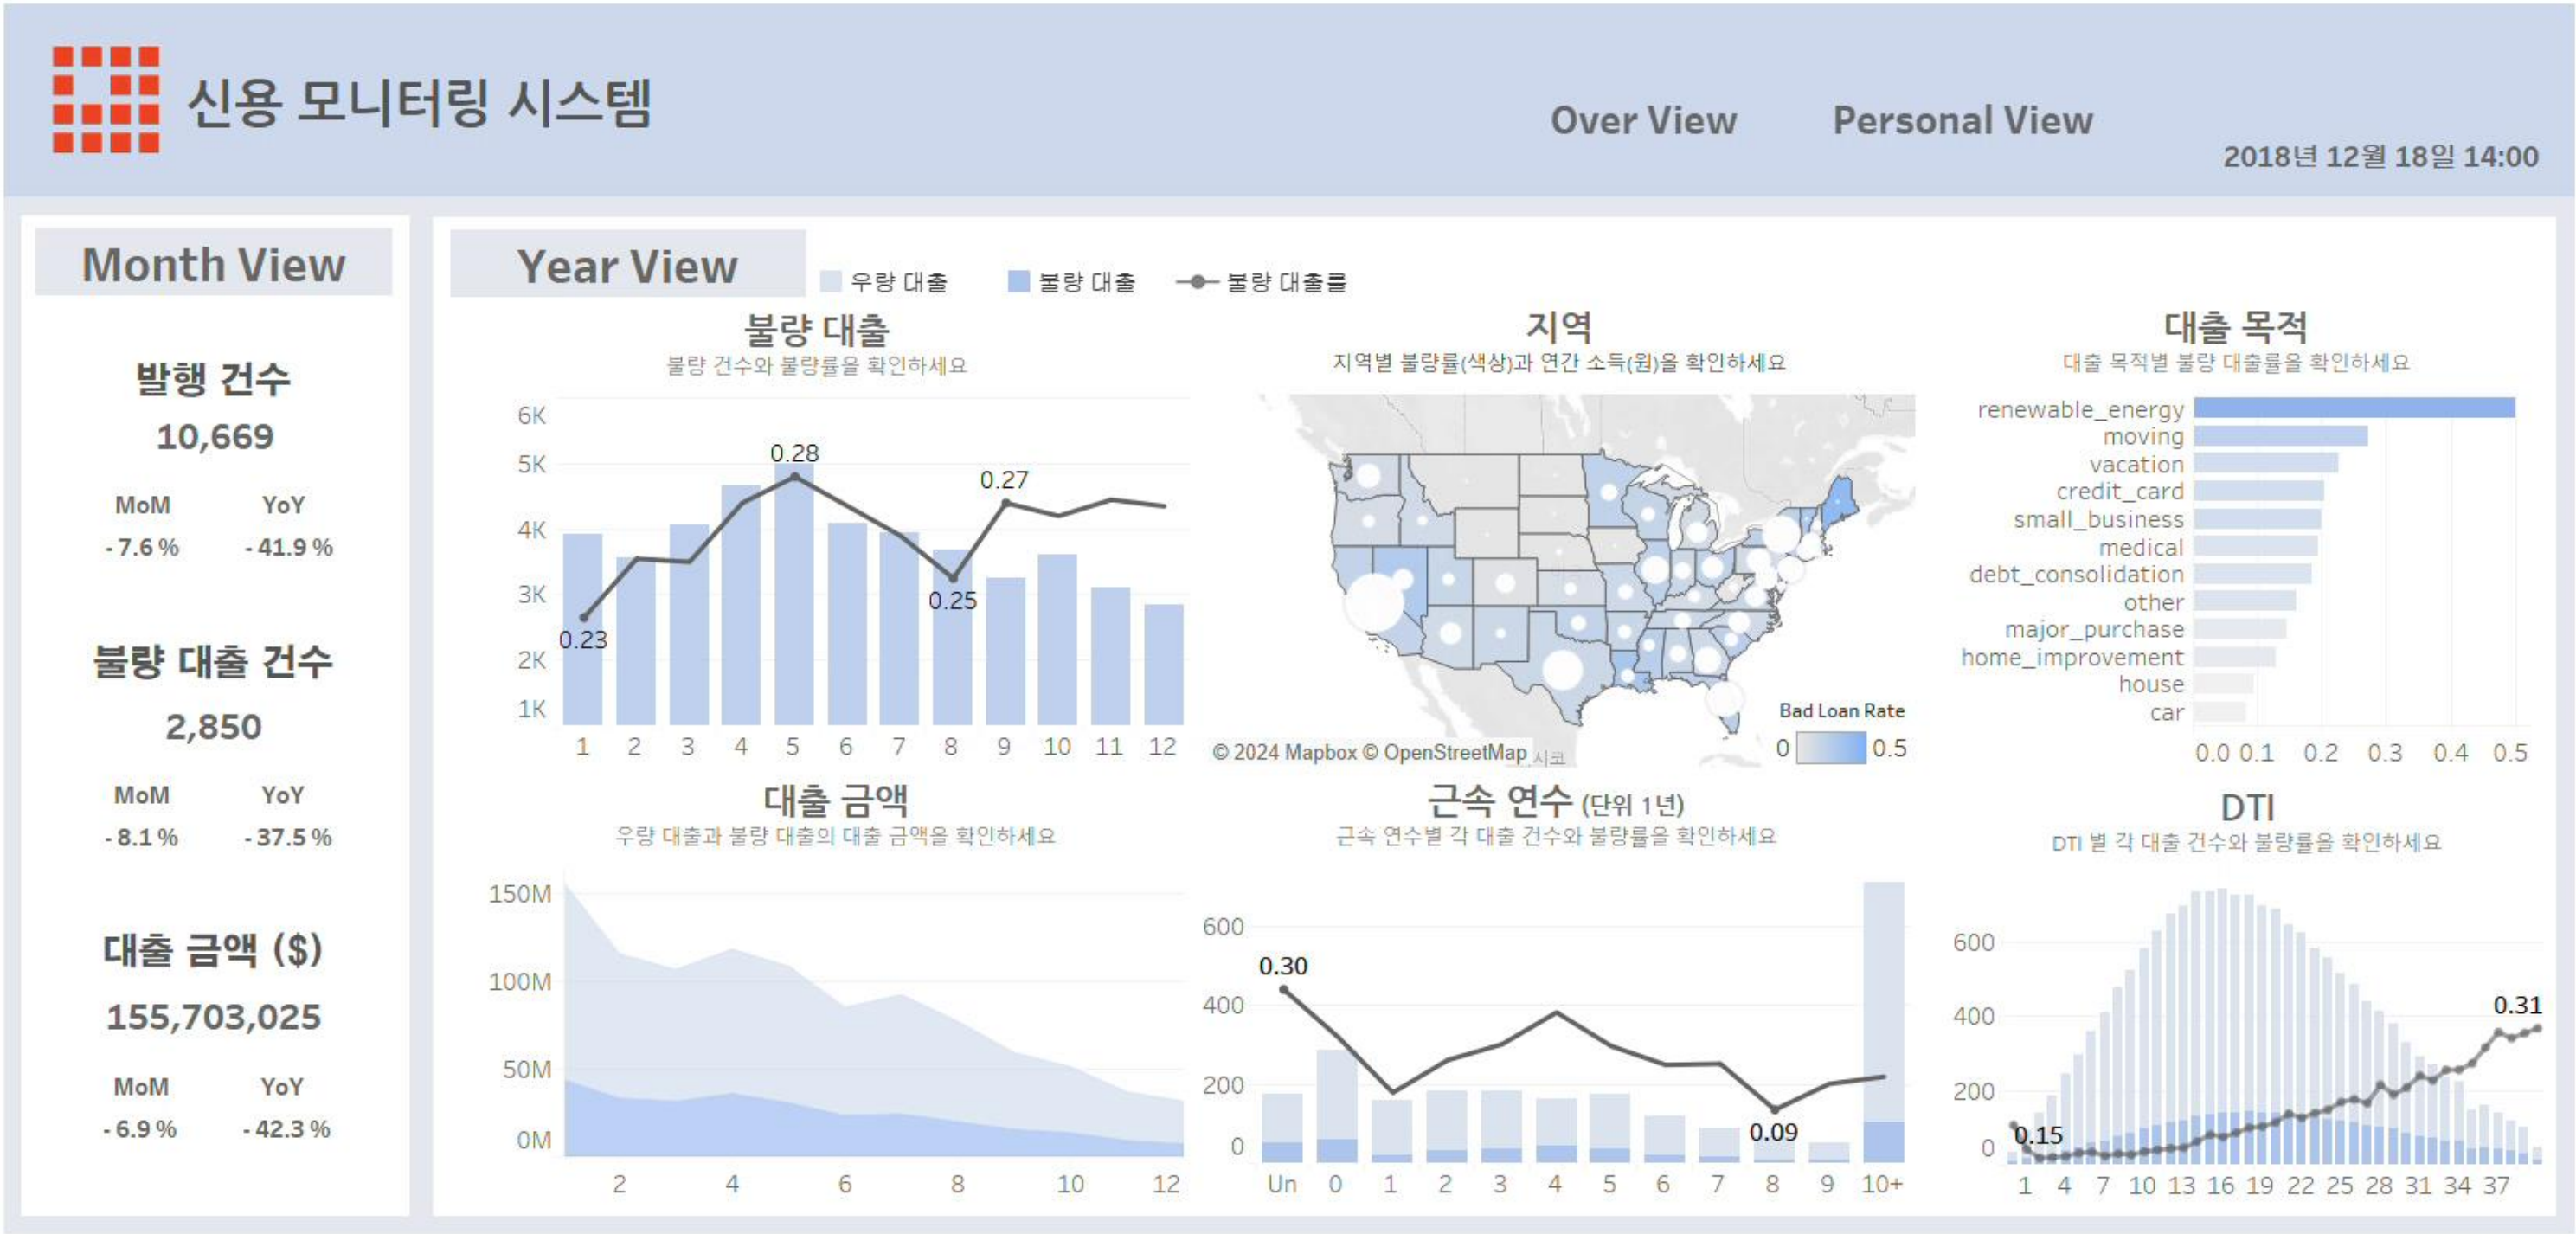 신용 모니터링 시스템
Over View
Personal View
2018년 12월 18일 14:00
Month View
발행 건수
10,669
MoM YoY
- 7.6 % - 41.9 %
불량 대출 건수
2,850
MoM YoY
- 8.1 % - 37.5 %
대출 금액 ($)
155,703,025
MoM YoY
- 6.9 % - 42.3 %
Year View
우량 대출 불량 대출 불량 대출률
불량 대출
불량 건수와 불량률을 확인하세요
6K
5K
4K
3K
2K
1K
0.23
0.28
0.25
0.27
1 2 3 4 5 6 7 8 9 10 11 12
지역
지역별 불량률(색상)과 연간 소득(원)을 확인하세요
© 2024 Mapbox © OpenStreetMap
시코
Bad Loan Rate
0 0.5
대출 목적
대출 목적별 불량 대출률을 확인하세요
renewable_energy
moving
vacation
credit_card
small_business
medical
debt_consolidation
other
major_purchase
home_improvement
house
car
0.0 0.1 0.2 0.3 0.4 0.5
대출 금액
우량 대출과 불량 대출의 대출 금액을 확인하세요
150M
100M
50M
0M
2 4 6 8 10 12
근속 연수 (단위 1년)
근속 연수별 각 대출 건수와 불량률을 확인하세요
600
400
200
0
0.30
0.09
Un 0 1 2 3 4 5 6 7 8 9 10+
DTI
DTI 별 각 대출 건수와 불량률을 확인하세요
600
400
200
0
0.15
0.31
1 4 7 10 13 16 19 22 25 28 31 34 37